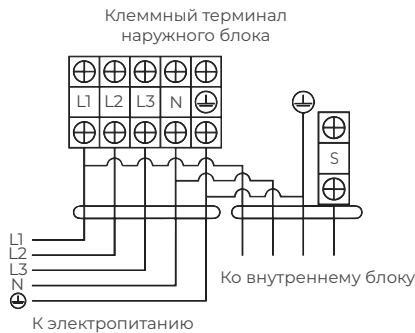 Клеммный терминал
наружного блока
L1 L2 L3 N
S
L1
L2
L3
N
Ко внутреннему блоку
К электропитанию